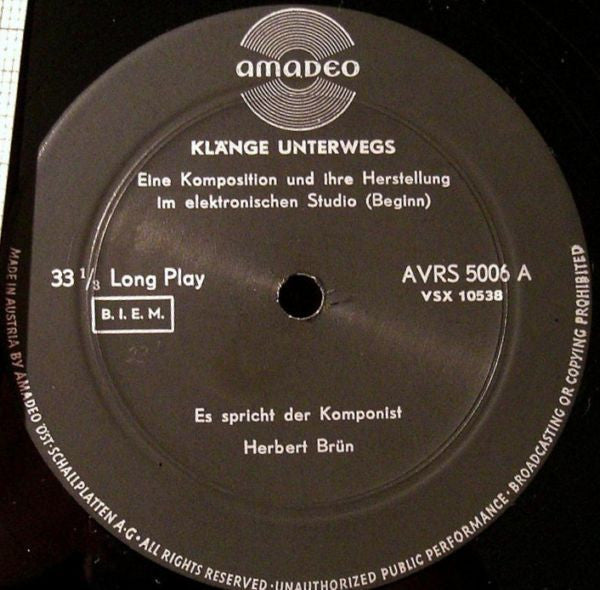 AMADEO
KLÄNGE UNTERWEGS
Eine Komposition und ihre Herstellung
im elektronischen Studio (Beginn)
33 1/3 Long Play
AVRS 5006 A
B. I. E. M.
VSX 10538
Es spricht der Komponist
Herbert Brün
MADE IN AUSTRIA BY AMADEO ÖST·SCHALLPLATTEN A·G· ALL RIGHTS RESERVED · UNAUTHORIZED PUBLIC PERFORMANCE · BROADCASTING OR COPYING PROHIBITED